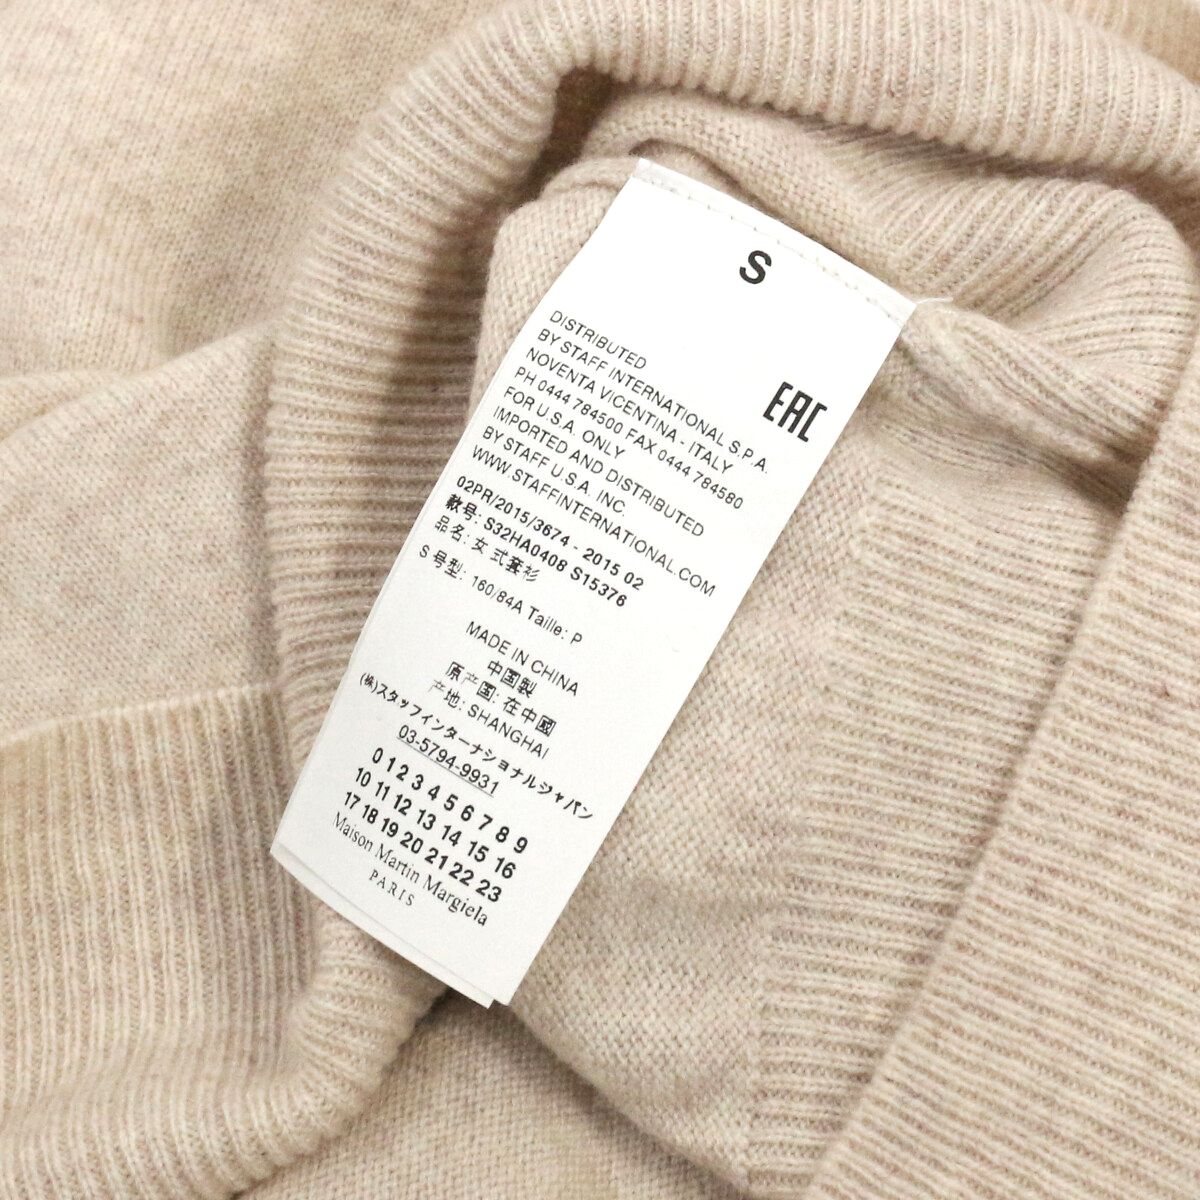 S
EAC
DISTRIBUTED
BY STAFF INTERNATIONAL S.P.A.
NOVENTA VICENTINA - ITALY
PH 0444 784500 FAX 0444 784580
FOR U.S.A. ONLY
IMPORTED AND DISTRIBUTED
BY STAFF U.S.A. INC.
WWW.STAFFINTERNATIONAL.COM
02PR/2015/3674 - 2015 02
款号: S32HA0408 S15376
品名: 女式套衫
S 号型: 160/84A Taille: P
MADE IN CHINA
中国製
原产国: 在中國
产地: SHANGHAI
(株)スタッフインターナショナルジャパン
03-5794-9931
0 1 2 3 4 5 6 7 8 9
10 11 12 13 14 15 16
17 18 19 20 21 22 23
Maison Martin Margiela
PARIS